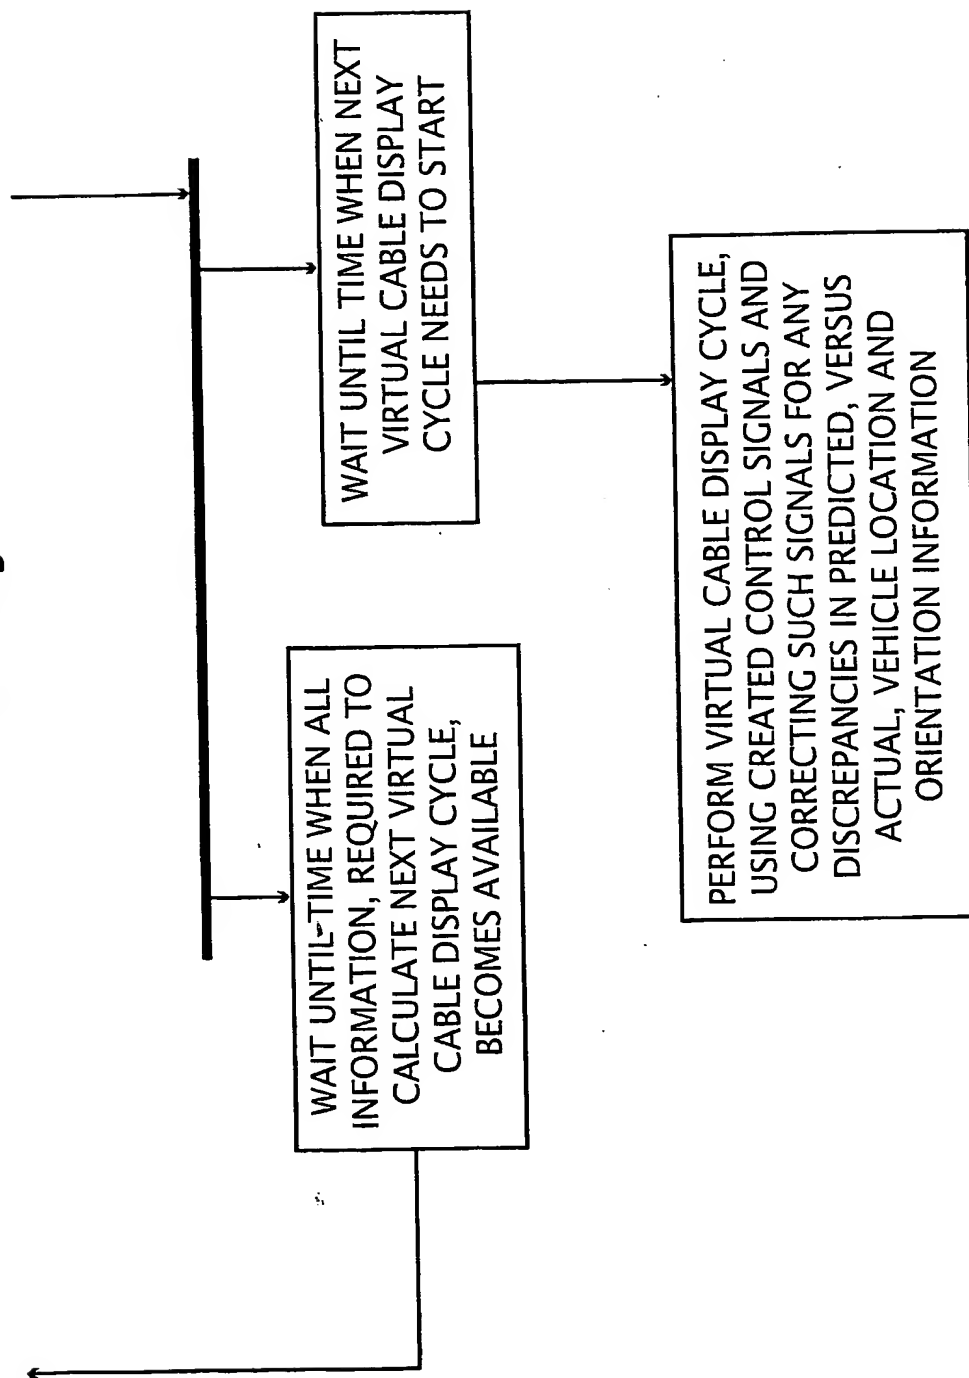 WAIT UNTIL TIME WHEN ALL
INFORMATION, REQUIRED TO
CALCULATE NEXT VIRTUAL
CABLE DISPLAY CYCLE,
BECOMES AVAILABLE
WAIT UNTIL TIME WHEN NEXT
VIRTUAL CABLE DISPLAY
CYCLE NEEDS TO START
PERFORM VIRTUAL CABLE DISPLAY CYCLE,
USING CREATED CONTROL SIGNALS AND
CORRECTING SUCH SIGNALS FOR ANY
DISCREPANCIES IN PREDICTED, VERSUS
ACTUAL, VEHICLE LOCATION AND
ORIENTATION INFORMATION